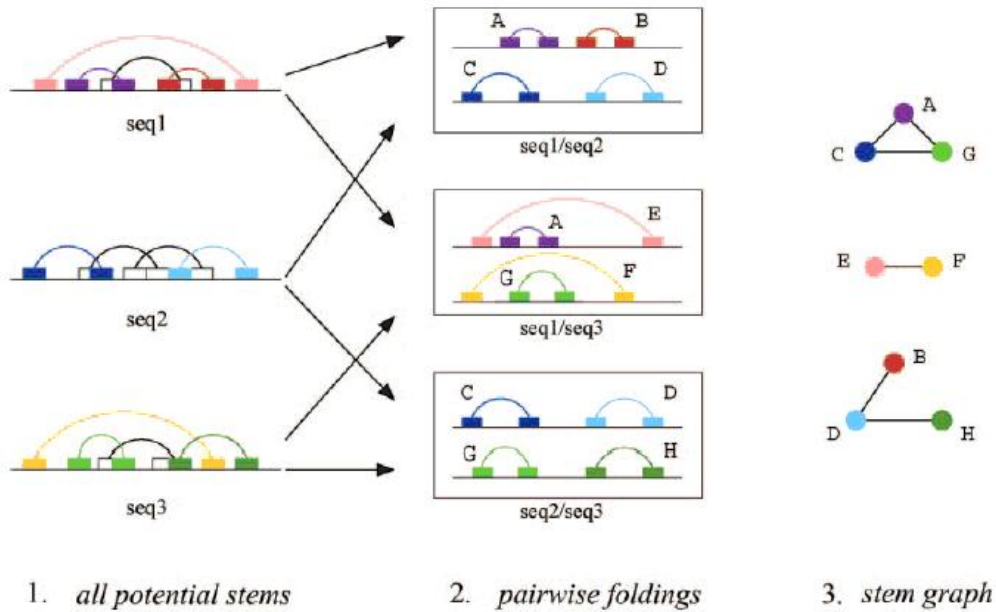 A B
C D
seq1
seq1/seq2
A
C G
E
A
E F
G F
seq2
seq1/seq3
B
C D
D H
G H
seq3
seq2/seq3
1. all potential stems 2. pairwise foldings 3. stem graph